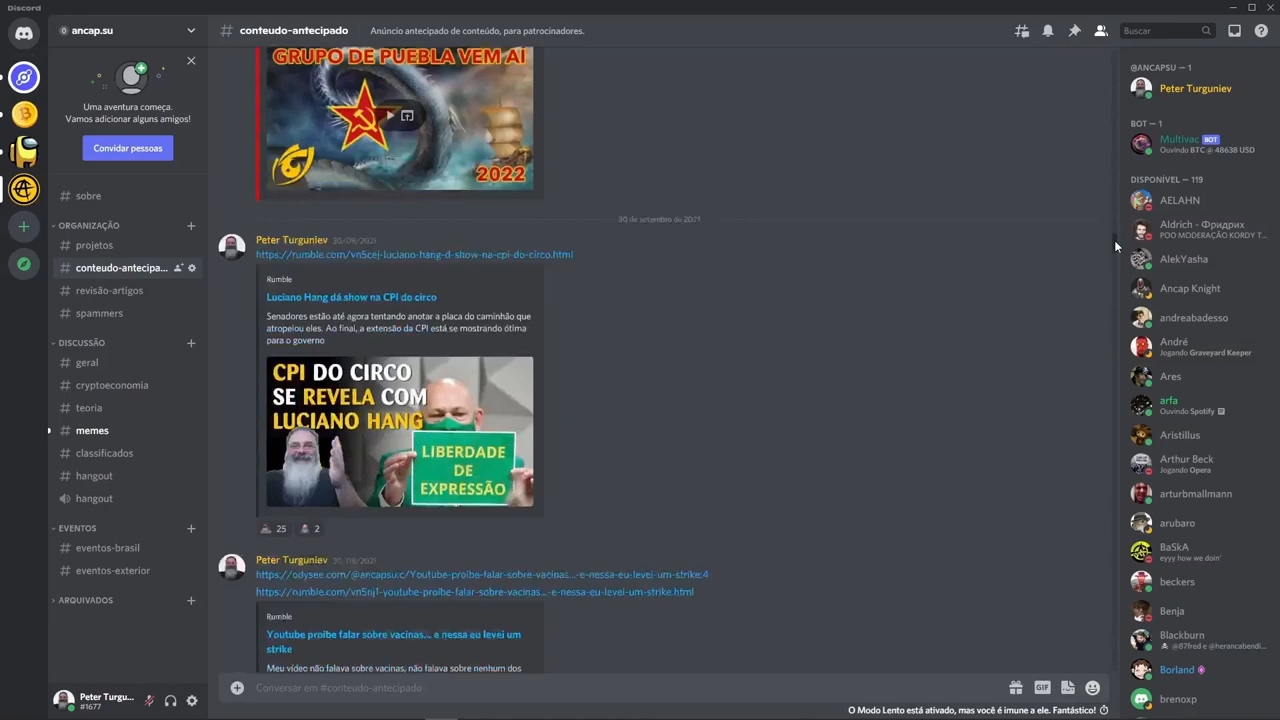 Discord
ancap.su
Uma aventura começa.
Vamos adicionar alguns amigos!
Convidar pessoas
# sobre
ORGANIZAÇÃO
# projetos
# conteudo-antecipa...
# revisão-artigos
# spammers
DISCUSSÃO
# geral
# cryptoeconomia
# teoria
# memes
# classificados
# hangout
hangout
EVENTOS
# eventos-brasil
# eventos-exterior
ARQUIVADOS
Peter Turgu...
#1677
# conteudo-antecipado
Anúncio antecipado de conteúdo, para patrocinadores.
Buscar
GRUPO DE PUEBLA VEM AÍ
2022
30 de setembro de 2021
Peter Turguniev 30/09/2021
https://rumble.com/vn5cej-luciano-hang-d-show-na-cpi-do-circo.html
Rumble
Luciano Hang dá show na CPI do circo
Senadores estão até agora tentando anotar a placa do caminhão que
atropelou eles. Ao final, a extensão da CPI está se mostrando ótima
para o governo
CPI DO CIRCO
SE REVELA COM
LUCIANO HANG
LIBERDADE
DE
EXPRESSÃO
25
2
Peter Turguniev 30/09/2021
https://odysee.com/@ancapsu:c/Youtube-proibe-falar-sobre-vacinas...-e-nessa-eu-levei-um-strike:4
https://rumble.com/vn5nj1-youtube-proibe-falar-sobre-vacinas...-e-nessa-eu-levei-um-strike.html
Rumble
Youtube proibe falar sobre vacinas... e nessa eu levei um
strike
Meu vídeo não falava sobre vacinas, não falava sobre nenhum dos
Conversar em #conteudo-antecipado
GIF
O Modo Lento está ativado, mas você é imune a ele. Fantástico!
@ANCAPSU — 1
Peter Turguniev
BOT — 1
Multivac BOT
Ouvindo BTC @ 48638 USD
DISPONÍVEL — 119
AELAHN
Aldrich - Фридрих
POO MODERAÇÃO KORDY T...
AlekYasha
Ancap Knight
andreabadesso
André
Jogando Graveyard Keeper
Ares
arfa
Ouvindo Spotify
Aristillus
Arthur Beck
Jogando Opera
arturbmallmann
arubaro
BaSkA
eyyy how we doin'
beckers
Benja
Blackburn
@87fred e @herancabendi...
Borland
brenoxp